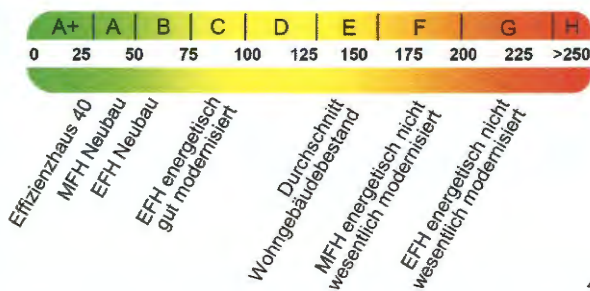 A+ A B C D E F G H
0 25 50 75 100 125 150 175 200 225 >250
Effizienzhaus 40
MFH Neubau
EFH Neubau
EFH energetisch
gut modernisiert
Durchschnitt
Wohngebäudebestand
MFH energetisch nicht
wesentlich modernisiert
EFH energetisch nicht
wesentlich modernisiert